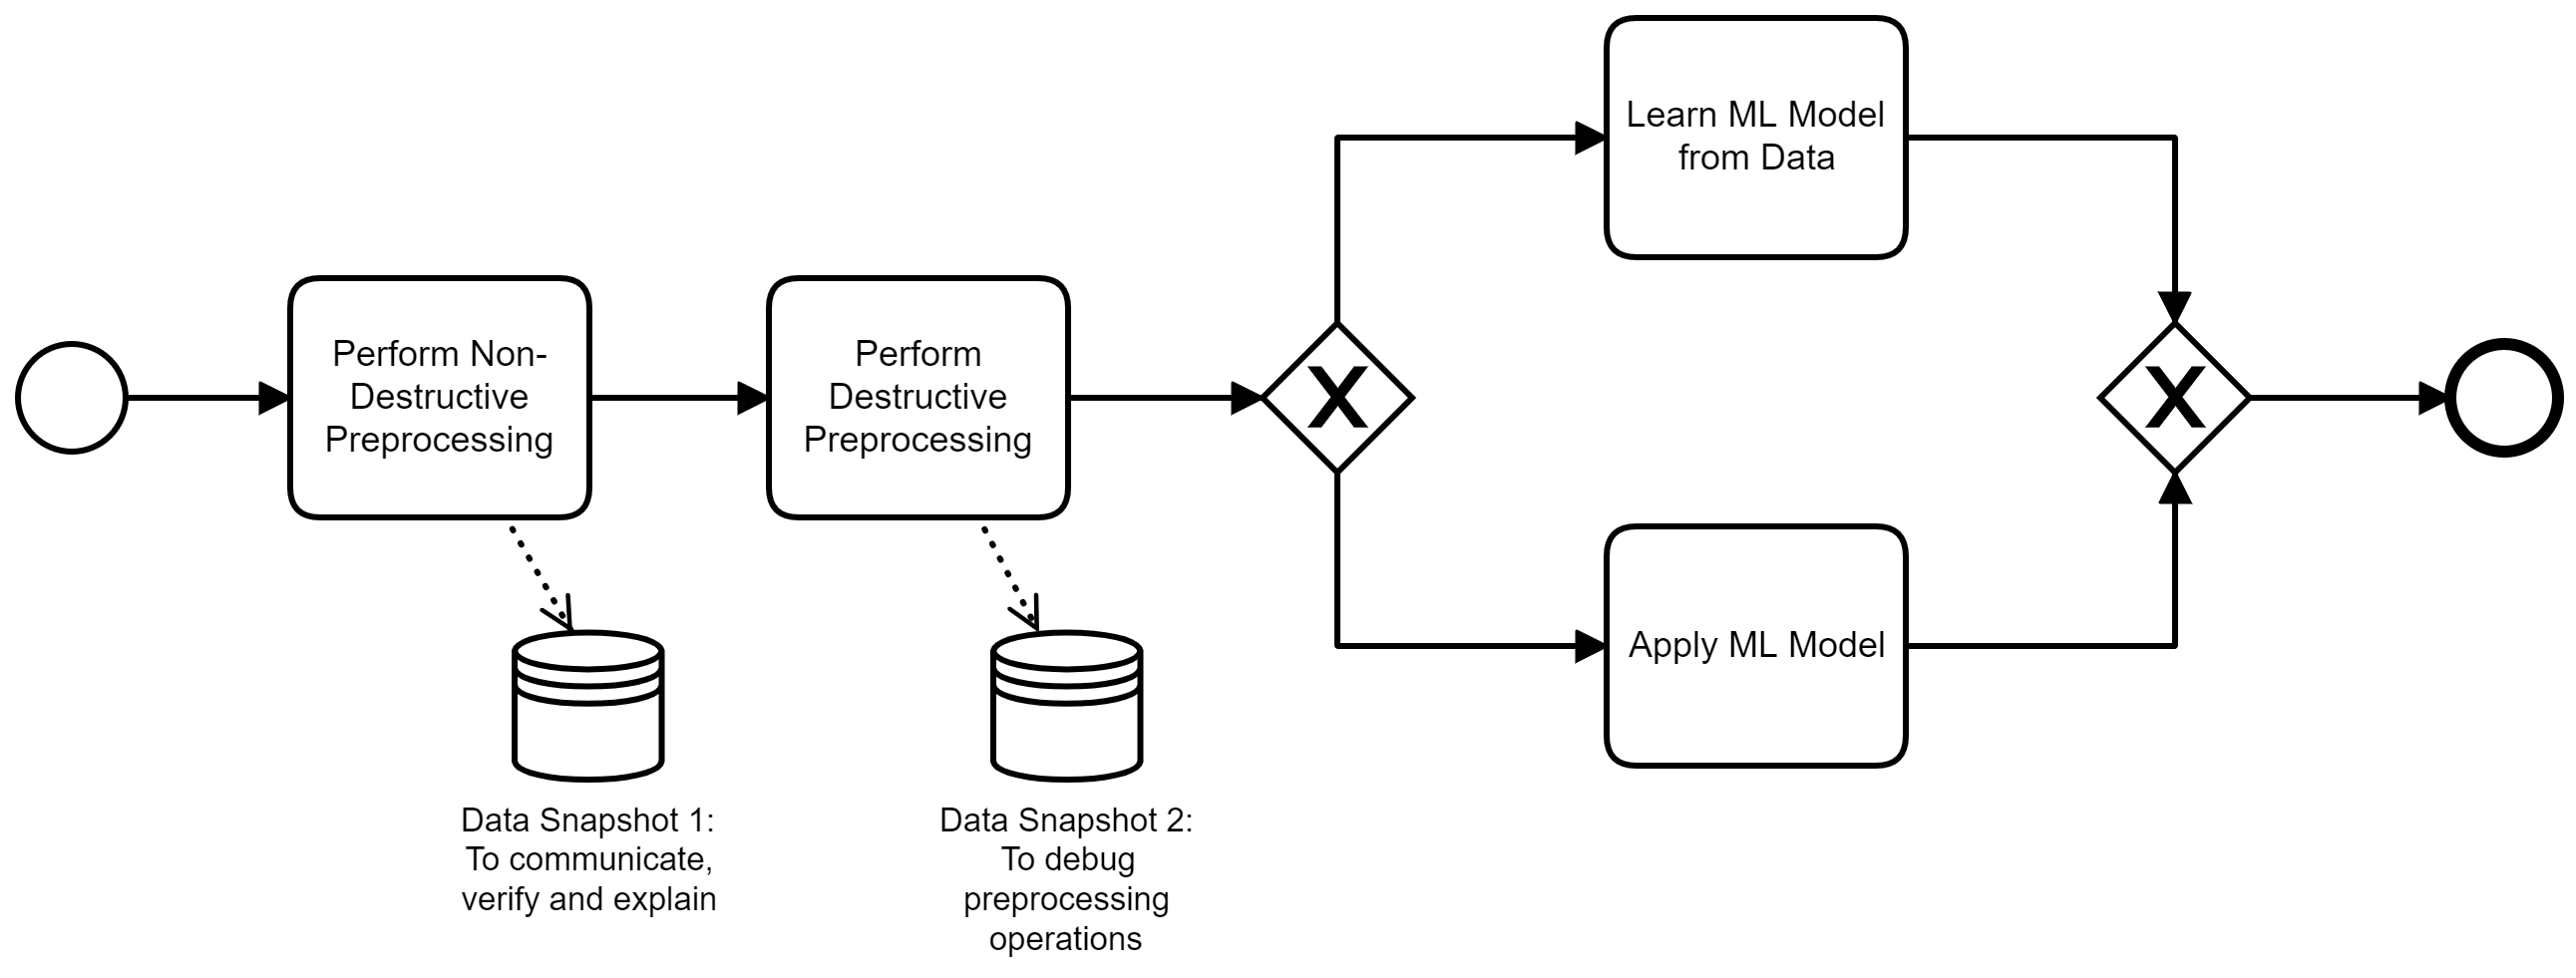 Learn ML Model
from Data
Perform Non-
Destructive
Preprocessing
Perform
Destructive
Preprocessing
X
X
Apply ML Model
Data Snapshot 1:
To communicate,
verify and explain
Data Snapshot 2:
To debug
preprocessing
operations